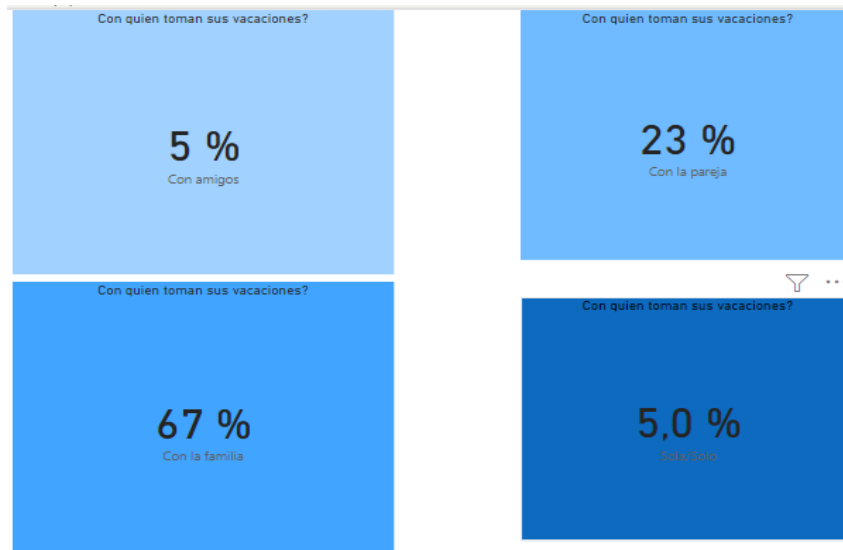 Con quien toman sus vacaciones?
5 %
Con amigos
Con quien toman sus vacaciones?
23 %
Con la pareja
Con quien toman sus vacaciones?
67 %
Con la familia
Con quien toman sus vacaciones?
5,0 %
Sola/Solo